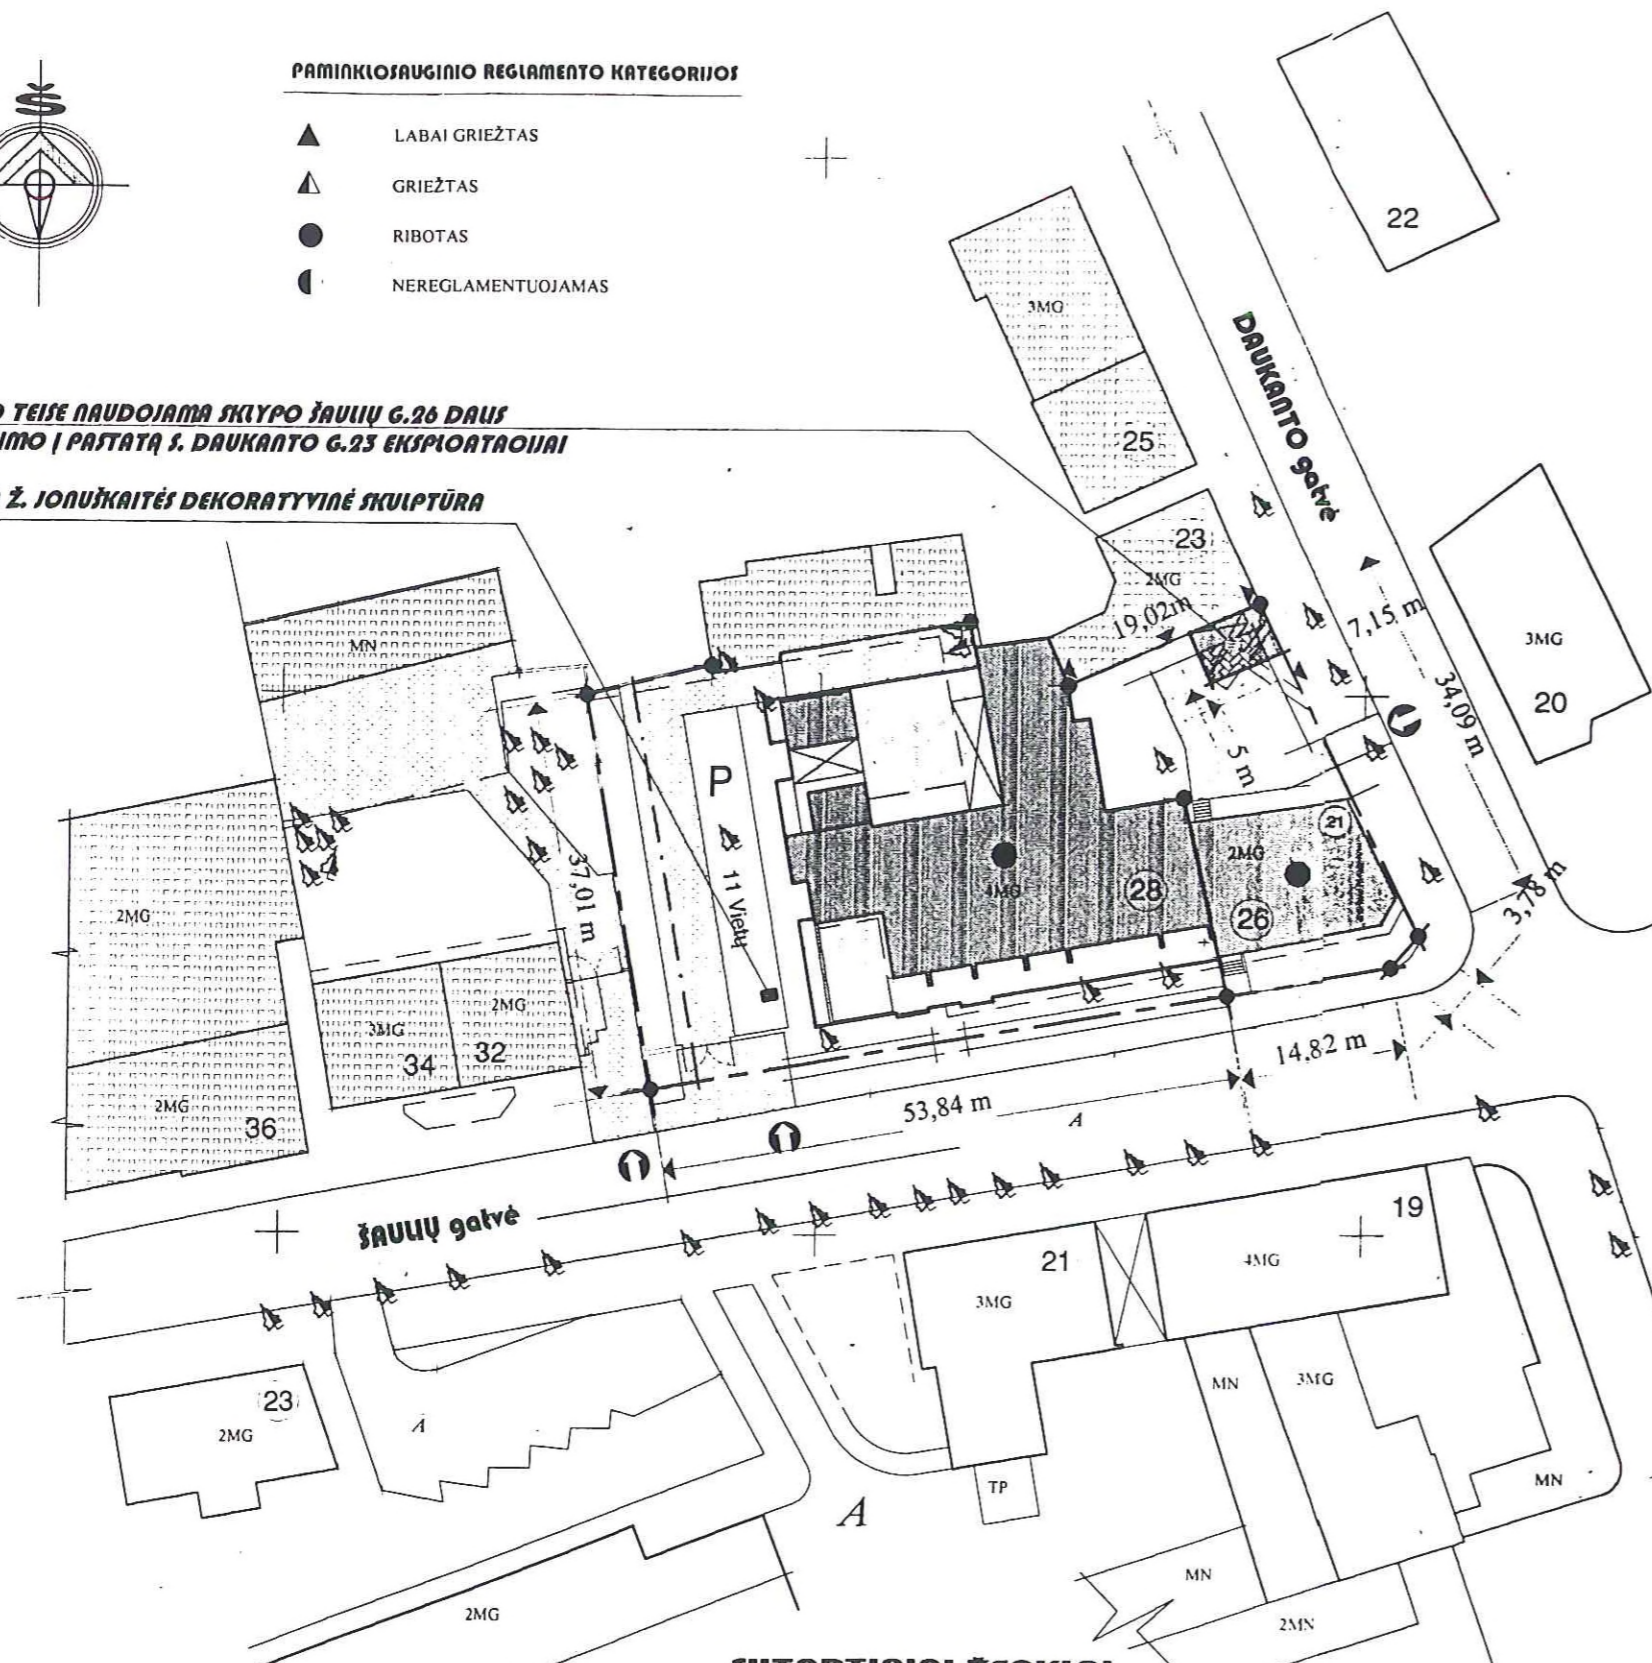 Š
PAMINKLOSAUGINIO REGLAMENTO KATEGORIJOS
LABAI GRIEŽTAS
GRIEŽTAS
RIBOTAS
NEREGLAMENTUOJAMAS
TEISE NAUDOJAMA SKLYPO ŠAULIŲ G.26 DALIS
Į PASTATĄ S. DAUKANTO G.23 EKSPLOATACIJAI
Ž. JONUŠKAITĖS DEKORATYVINĖ SKULPTŪRA
22
3MG
DAUKANTO gatvė
25
23
2MG
19,02m
7,15 m
3MG
20
34,09 m
MN
5 m
P
11 Vietų
37,01 m
21
2MG
4MG
28
26
3,78 m
2MG
2MG
3MG
34
32
2MG
36
14,82 m
53,84 m
A
ŠAULIŲ gatvė
19
21
4MG
3MG
23
2MG
A
MN
3MG
MN
TP
A
MN
2MG
2MN